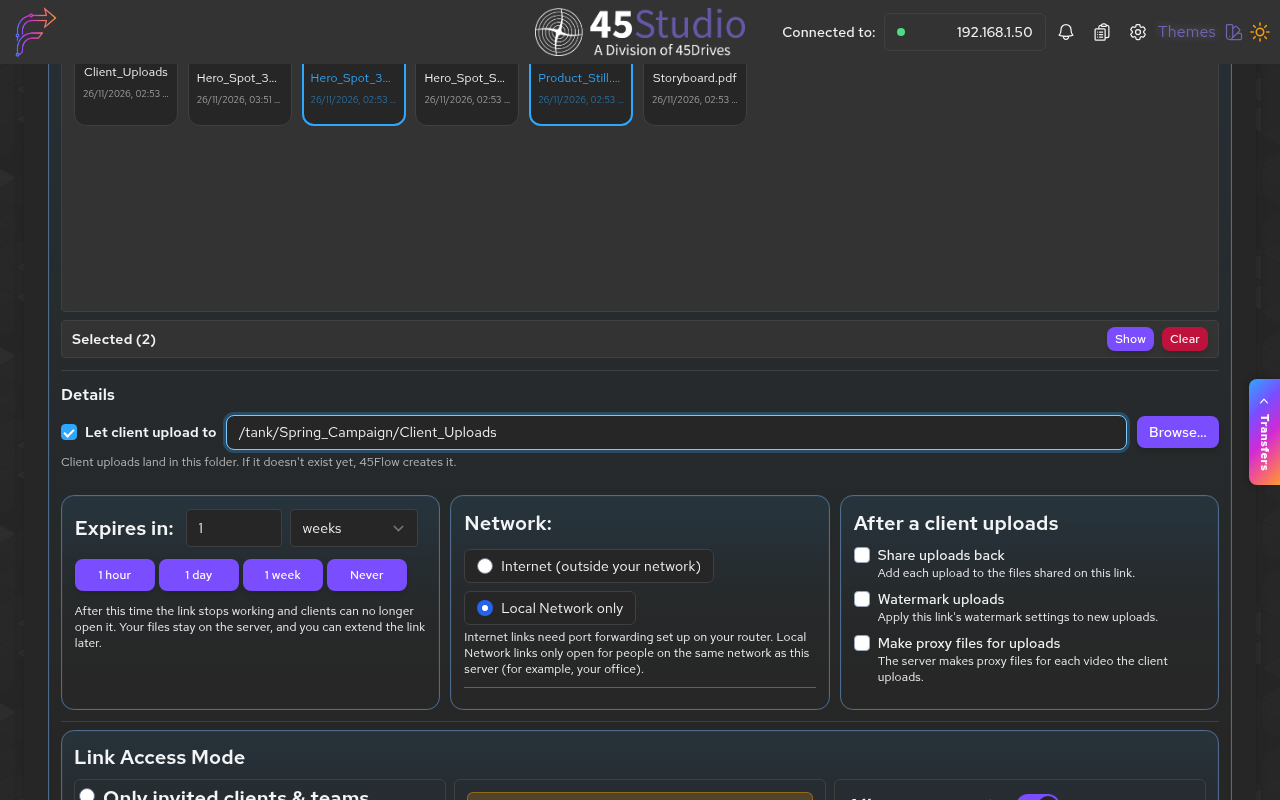 45Studio
A Division of 45Drives
Connected to:
192.168.1.50
Themes
Client_Uploads
26/11/2026, 02:53 ...
Hero_Spot_3...
26/11/2026, 03:51 ...
Hero_Spot_3...
26/11/2026, 02:53 ...
Hero_Spot_S...
26/11/2026, 02:53 ...
Product_Still....
26/11/2026, 02:53 ...
Storyboard.pdf
26/11/2026, 02:53 ...
Selected (2)
Show
Clear
Details
Let client upload to
/tank/Spring_Campaign/Client_Uploads
Browse...
Client uploads land in this folder. If it doesn't exist yet, 45Flow creates it.
Transfers
Expires in:
1
weeks
1 hour
1 day
1 week
Never
After this time the link stops working and clients can no longer
open it. Your files stay on the server, and you can extend the link
later.
Network:
Internet (outside your network)
Local Network only
Internet links need port forwarding set up on your router. Local
Network links only open for people on the same network as this
server (for example, your office).
After a client uploads
Share uploads back
Add each upload to the files shared on this link.
Watermark uploads
Apply this link's watermark settings to new uploads.
Make proxy files for uploads
The server makes proxy files for each video the client
uploads.
Link Access Mode
Only invited clients & teams